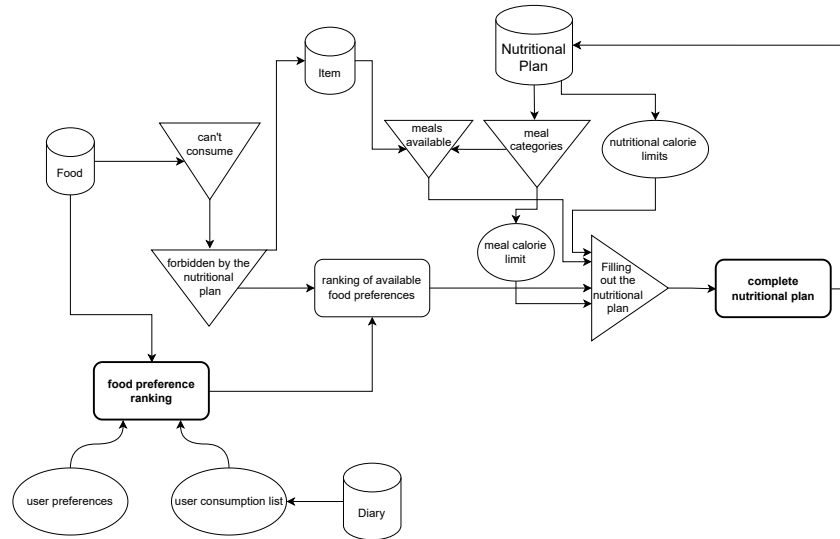 Nutritional
Plan
Item
can't
consume
meals
available
meal
categories
nutritional calorie
limits
Food
forbidden by the
nutritional
plan
meal calorie
limit
ranking of available
food preferences
Filling
out the
nutritional
plan
complete
nutritional plan
food preference
ranking
user preferences
user consumption list
Diary